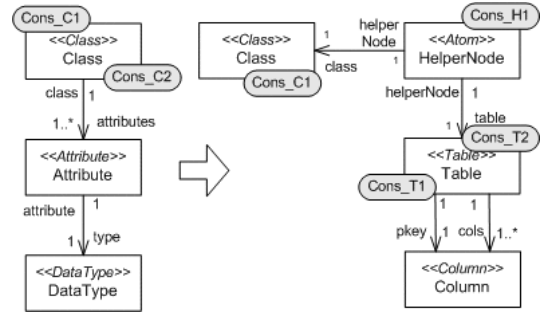 Cons_C1
<<Class>>
Class
Cons_C2
class 1
1..* attributes
<<Attribute>>
Attribute
attribute 1
1 type
<<DataType>>
DataType
<<Class>>
Class
Cons_C1
1
class
helper
Node
1
Cons_H1
<<Atom>>
HelperNode
helperNode 1
1 table
Cons_T2
<<Table>>
Table
Cons_T1
1 1
pkey 1 cols 1..*
<<Column>>
Column